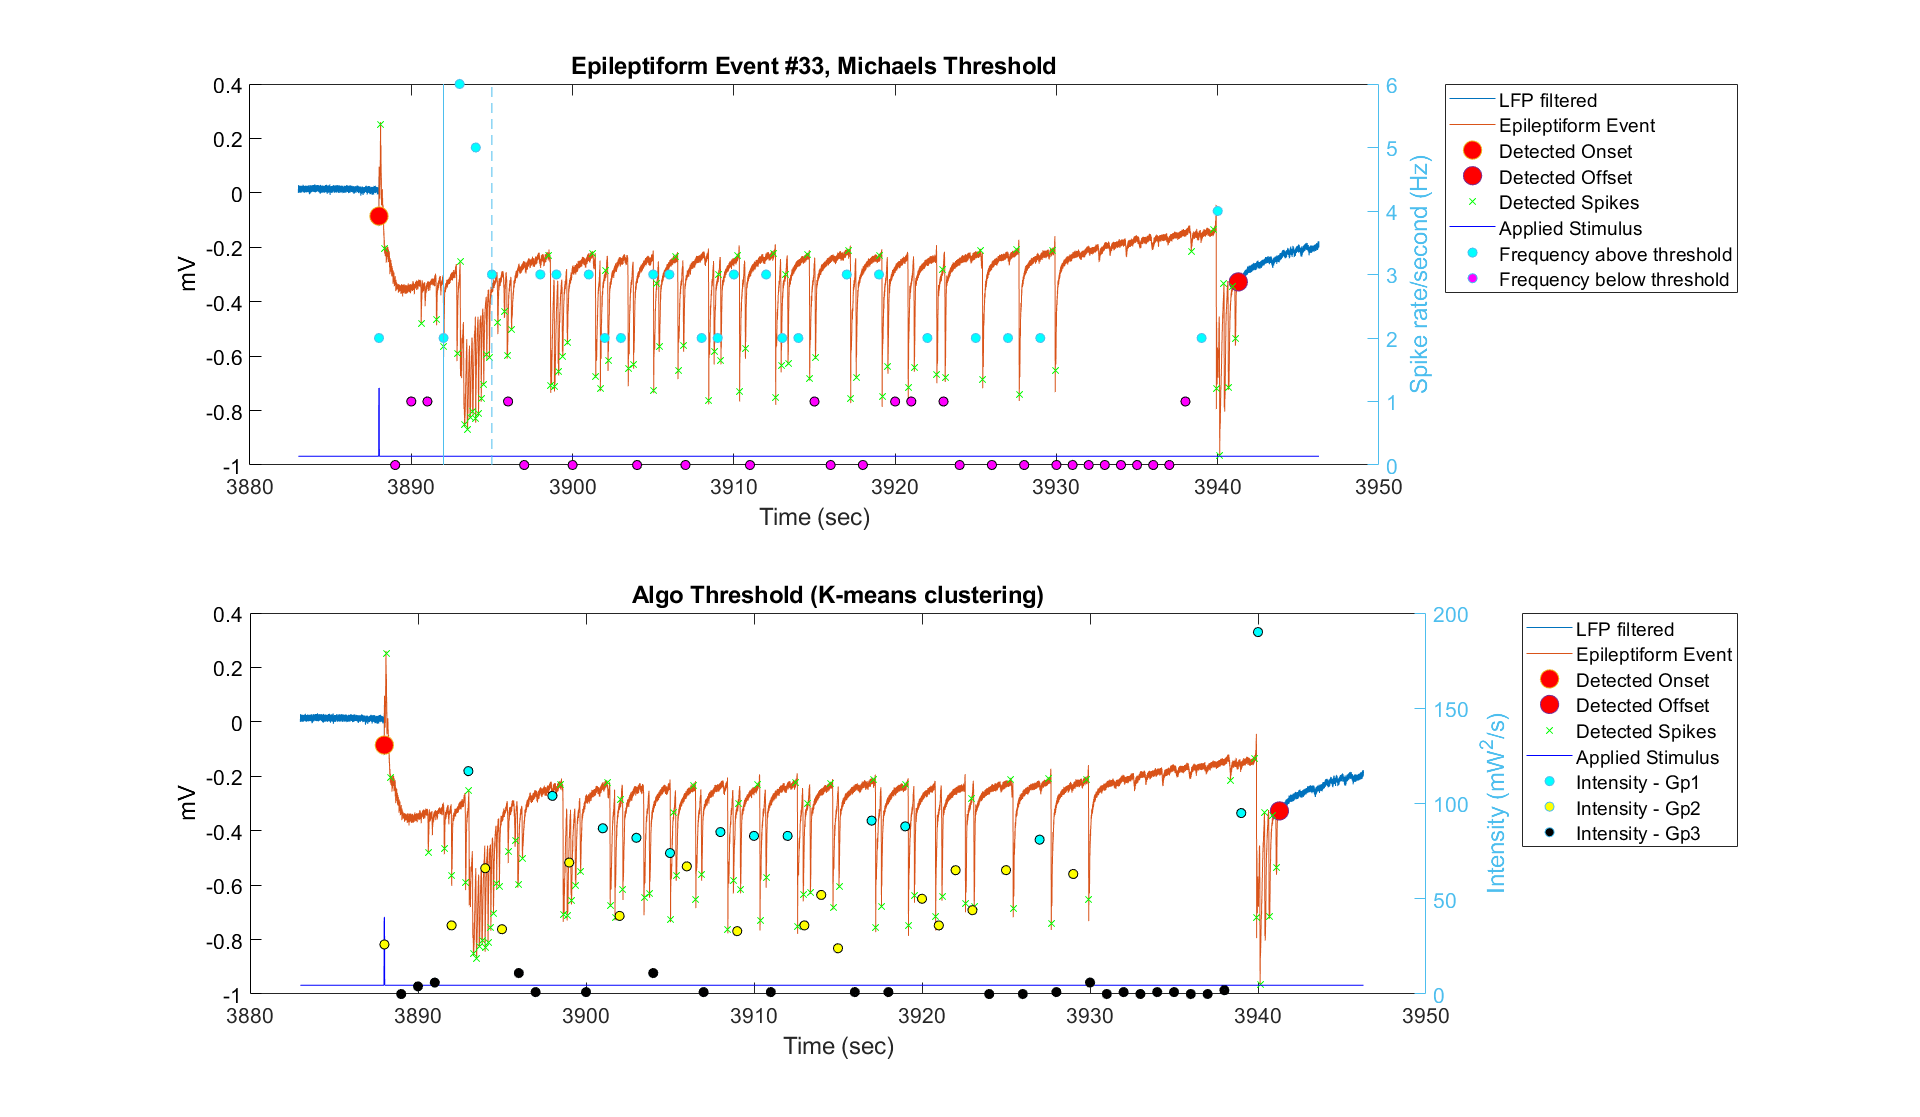 Epileptiform Event #33, Michaels Threshold
0.4
0.2
0
-0.2
-0.4
-0.6
-0.8
-1
mV
3880
3890
3900
3910
3920
3930
3940
3950
Time (sec)
6
5
4
3
2
1
0
Spike rate/second (Hz)
LFP filtered
Epileptiform Event
Detected Onset
Detected Offset
Detected Spikes
Applied Stimulus
Frequency above threshold
Frequency below threshold
Algo Threshold (K-means clustering)
0.4
0.2
0
-0.2
-0.4
-0.6
-0.8
-1
mV
3880
3890
3900
3910
3920
3930
3940
3950
Time (sec)
200
150
100
50
0
Intensity (mW²/s)
LFP filtered
Epileptiform Event
Detected Onset
Detected Offset
Detected Spikes
Applied Stimulus
Intensity - Gp1
Intensity - Gp2
Intensity - Gp3